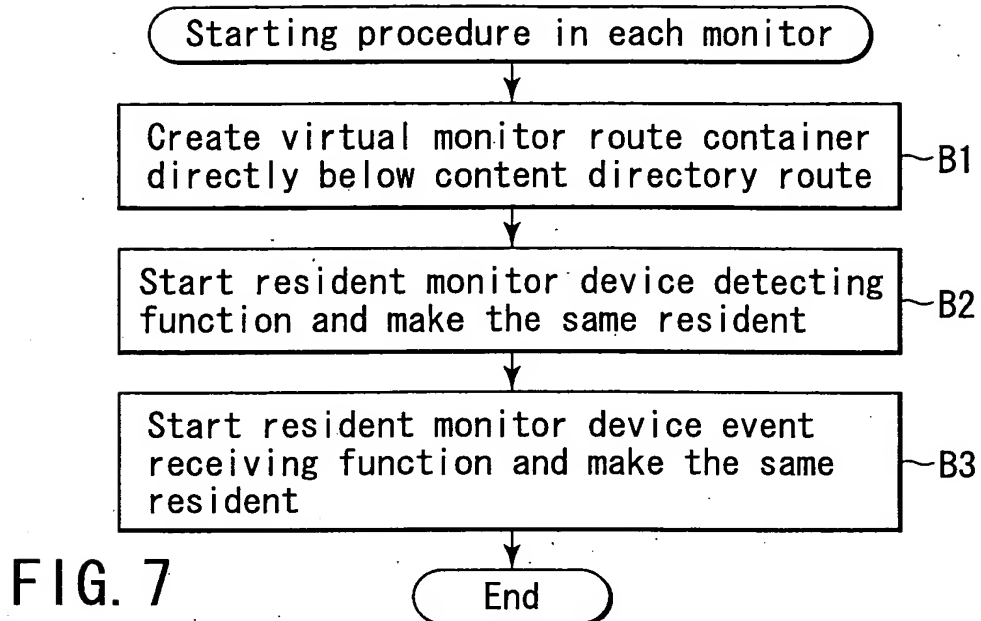 Starting procedure in each monitor
Create virtual monitor route container
directly below content directory route
B1
Start resident monitor device detecting
function and make the same resident
B2
Start resident monitor device event
receiving function and make the same
resident
B3
End
FIG. 7